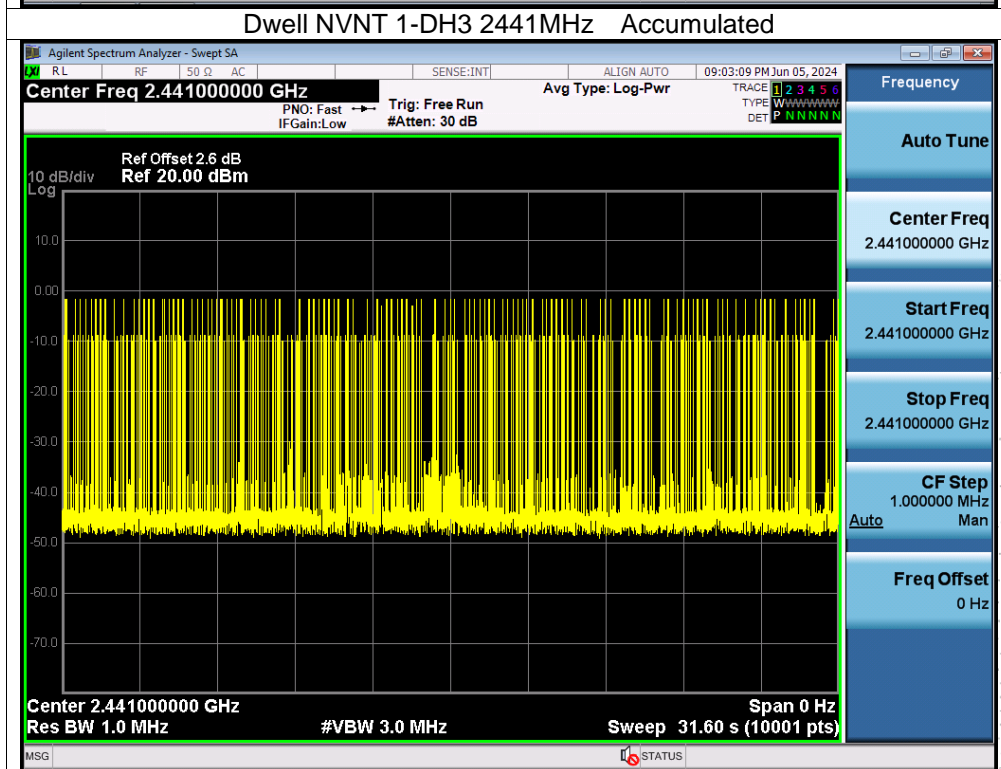 Dwell NVNT 1-DH3 2441MHz Accumulated
Agilent Spectrum Analyzer - Swept SA
LXI RL RF 50 Ω AC SENSE:INT ALIGN AUTO 09:03:09 PM Jun 05, 2024
Center Freq 2.441000000 GHz
PNO: Fast
IFGain:Low
Trig: Free Run
#Atten: 30 dB
Avg Type: Log-Pwr
TRACE 1 2 3 4 5 6
TYPE WWWWWWW
DET P N N N N N
Frequency
Auto Tune
Ref Offset 2.6 dB
10 dB/div Ref 20.00 dBm
Log
10.0
0.00
-10.0
-20.0
-30.0
-40.0
-50.0
-60.0
-70.0
Center Freq
2.441000000 GHz
Start Freq
2.441000000 GHz
Stop Freq
2.441000000 GHz
CF Step
1.000000 MHz
Auto Man
Freq Offset
0 Hz
Center 2.441000000 GHz Span 0 Hz
Res BW 1.0 MHz #VBW 3.0 MHz Sweep 31.60 s (10001 pts)
MSG STATUS